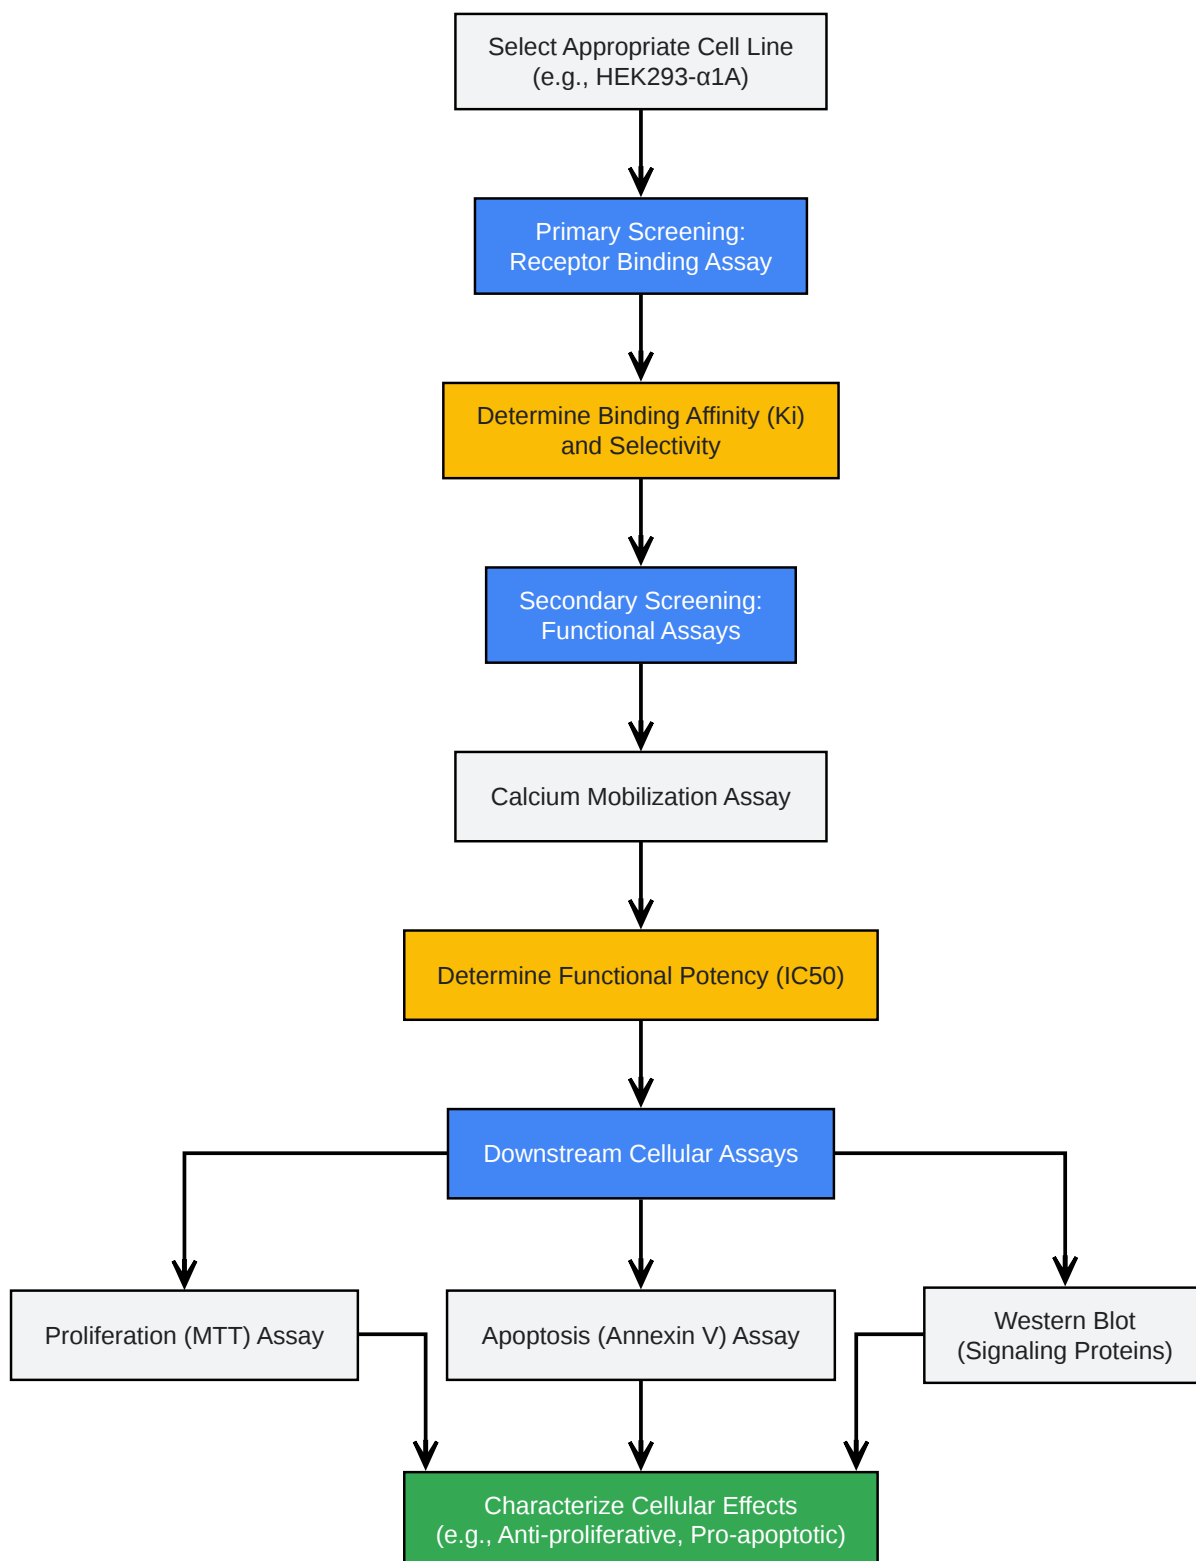 Select Appropriate Cell Line
(e.g., HEK293-α1A)
Primary Screening:
Receptor Binding Assay
Determine Binding Affinity (Ki)
and Selectivity
Secondary Screening:
Functional Assays
Calcium Mobilization Assay
Determine Functional Potency (IC50)
Downstream Cellular Assays
Proliferation (MTT) Assay
Apoptosis (Annexin V) Assay
Western Blot
(Signaling Proteins)
Characterize Cellular Effects
(e.g., Anti-proliferative, Pro-apoptotic)